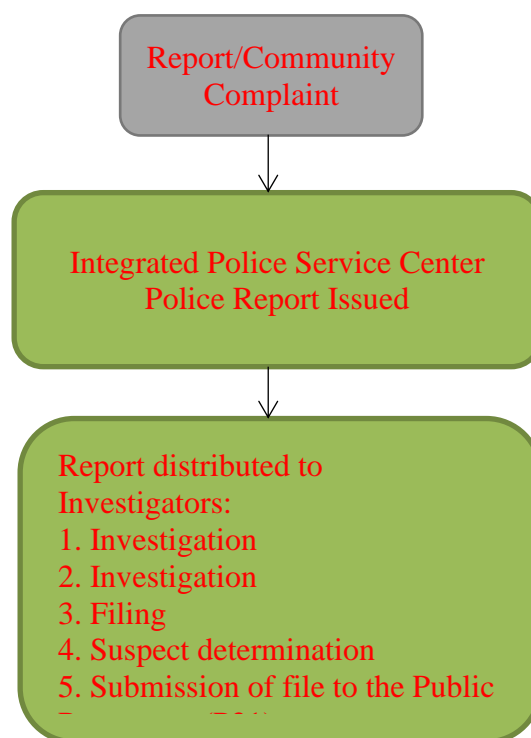 Report/Community
Complaint
Integrated Police Service Center
Police Report Issued
Report distributed to
Investigators:
1. Investigation
2. Investigation
3. Filing
4. Suspect determination
5. Submission of file to the Public